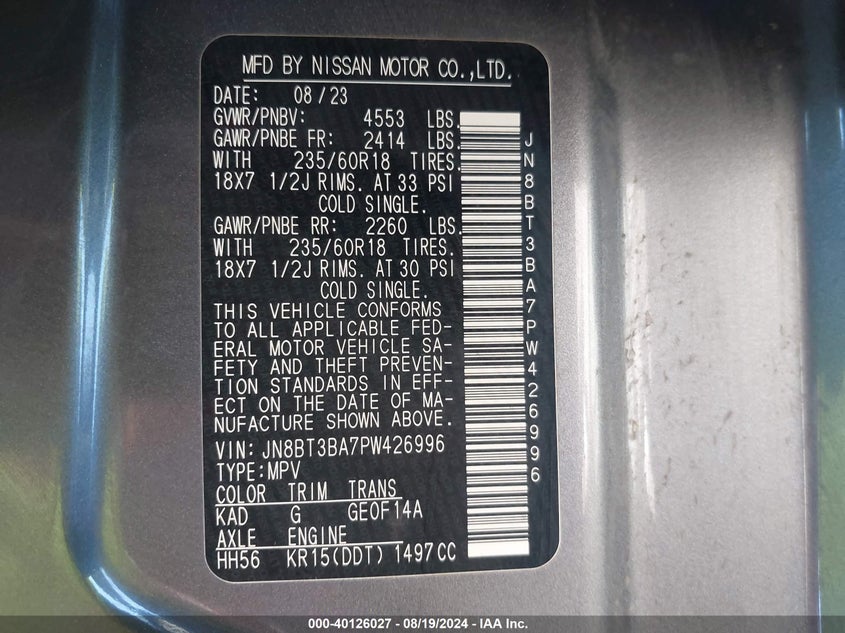 MFD BY NISSAN MOTOR CO.,LTD.
DATE: 08/23
GVWR/PNBV: 4553 LBS.
GAWR/PNBE FR: 2414 LBS.
WITH 235/60R18 TIRES.
18X7 1/2J RIMS. AT 33 PSI
COLD SINGLE.
GAWR/PNBE RR: 2260 LBS.
WITH 235/60R18 TIRES.
18X7 1/2J RIMS. AT 30 PSI
COLD SINGLE.
THIS VEHICLE CONFORMS
TO ALL APPLICABLE FED-
ERAL MOTOR VEHICLE SA-
FETY AND THEFT PREVEN-
TION STANDARDS IN EFF-
ECT ON THE DATE OF MA-
NUFACTURE SHOWN ABOVE.
VIN: JN8BT3BA7PW426996
TYPE:MPV
COLOR TRIM TRANS
KAD G GE0F14A
AXLE ENGINE
HH56 KR15(DDT) 1497CC
JN8BT3BA7PW426996
000-40126027 - 08/19/2024 - IAA Inc.